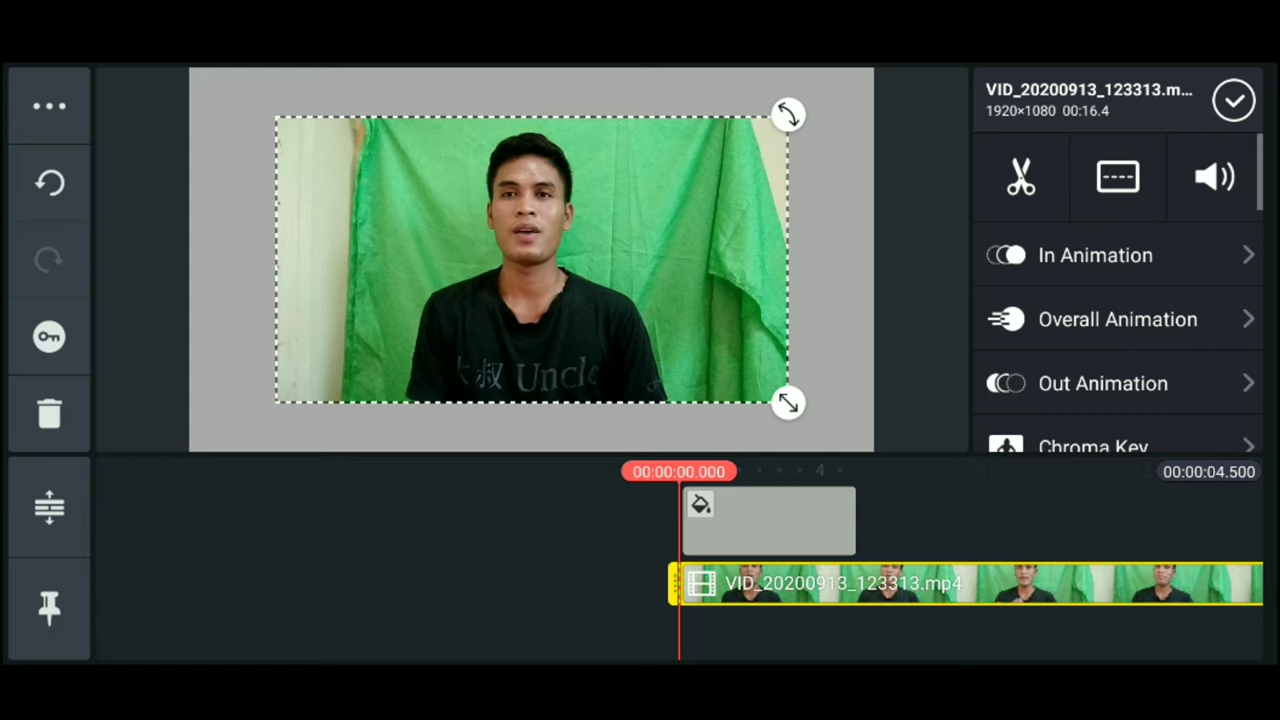 VID_20200913_123313.m...
1920×1080 00:16.4
In Animation
Overall Animation
Out Animation
Chroma Key
大叔 Uncle
00:00:00.000
4
00:00:04.500
VID_20200913_123313.mp4